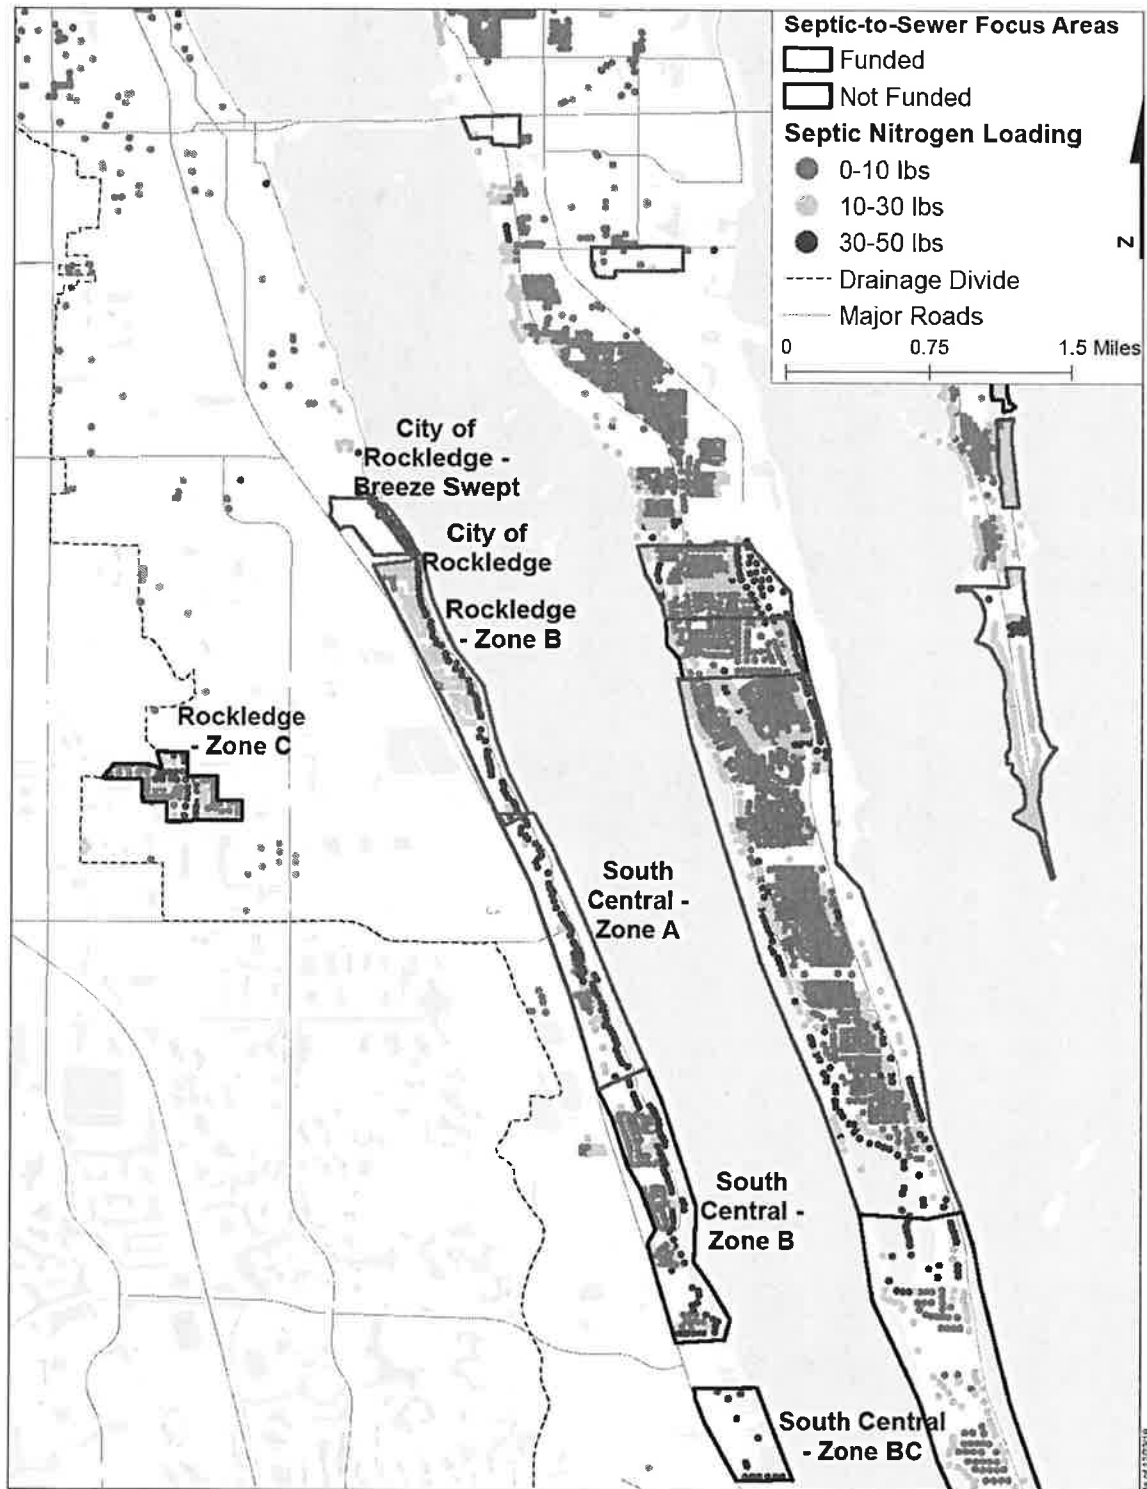 Septic-to-Sewer Focus Areas
Funded
Not Funded
Septic Nitrogen Loading
0-10 lbs
10-30 lbs
30-50 lbs
Drainage Divide
Major Roads
0 0.75 1.5 Miles
N
City of
Rockledge -
Breeze Swept
City of
Rockledge
Rockledge
- Zone B
Rockledge
- Zone C
South
Central -
Zone A
South
Central -
Zone B
South Central
- Zone BC